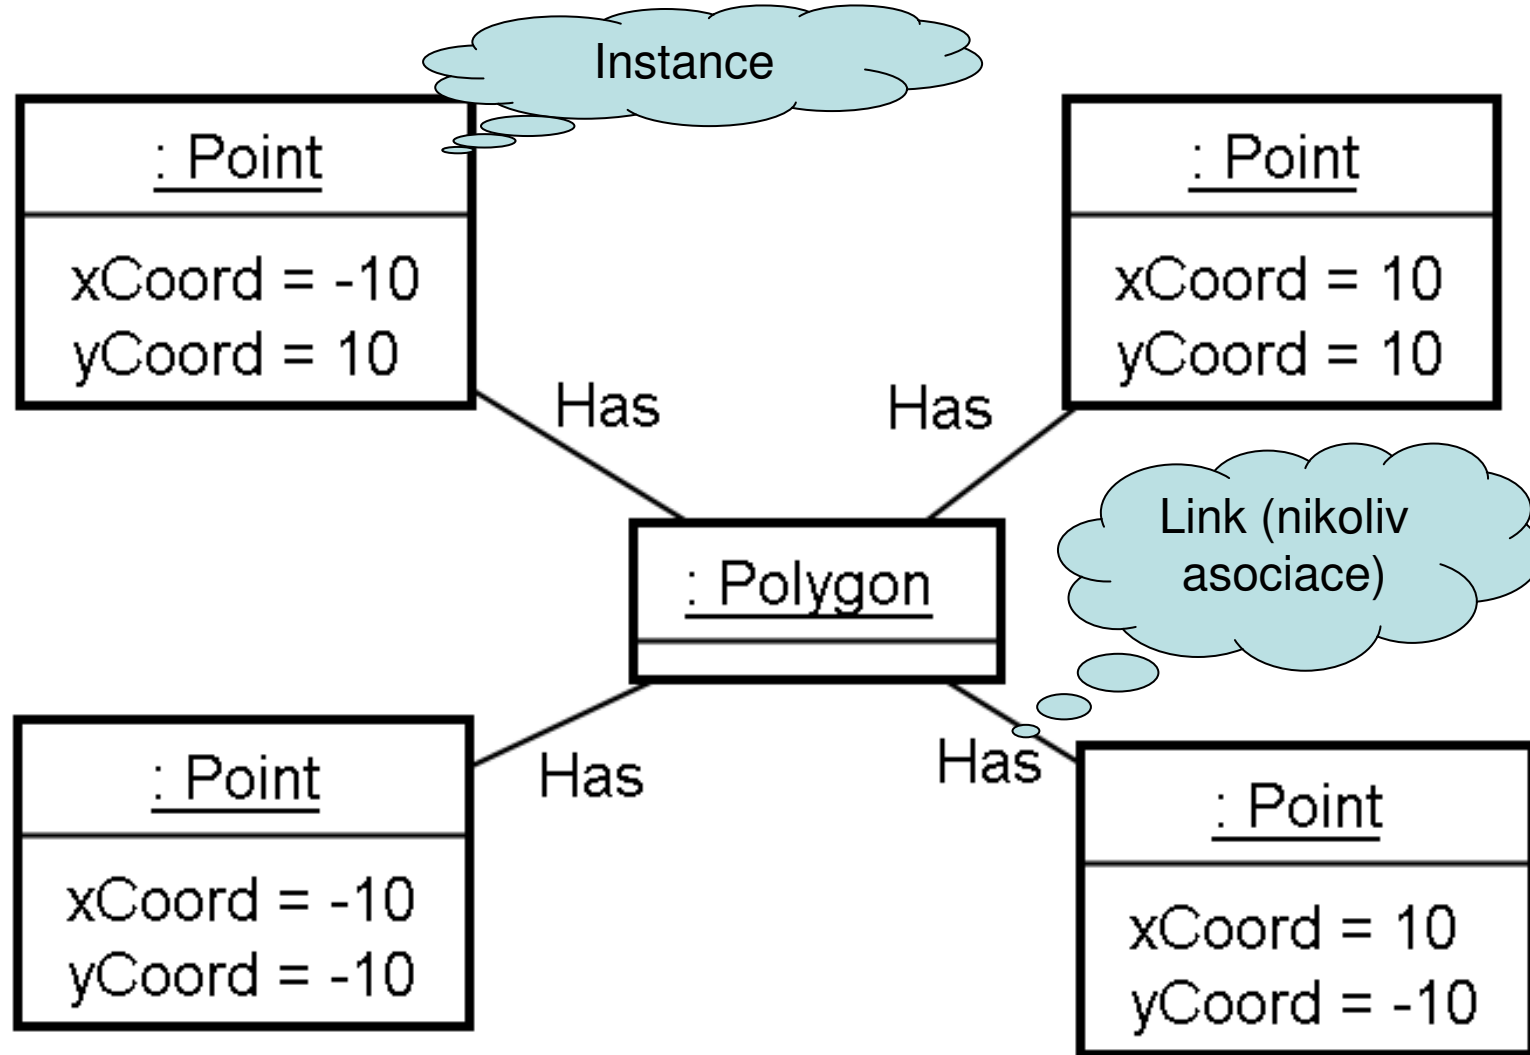 Instance
: Point
xCoord = -10
yCoord = 10
: Point
xCoord = 10
yCoord = 10
Has
Has
Link (nikoliv
asociace)
: Polygon
Has
Has
: Point
xCoord = -10
yCoord = -10
: Point
xCoord = 10
yCoord = -10